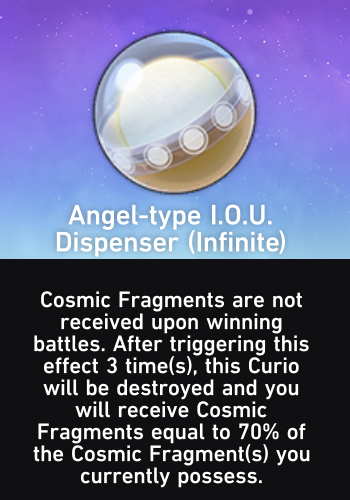 Angel-type I.O.U.
Dispenser (Infinite)
Cosmic Fragments are not
received upon winning
battles. After triggering this
effect 3 time(s), this Curio
will be destroyed and you
will receive Cosmic
Fragments equal to 70% of
the Cosmic Fragment(s) you
currently possess.